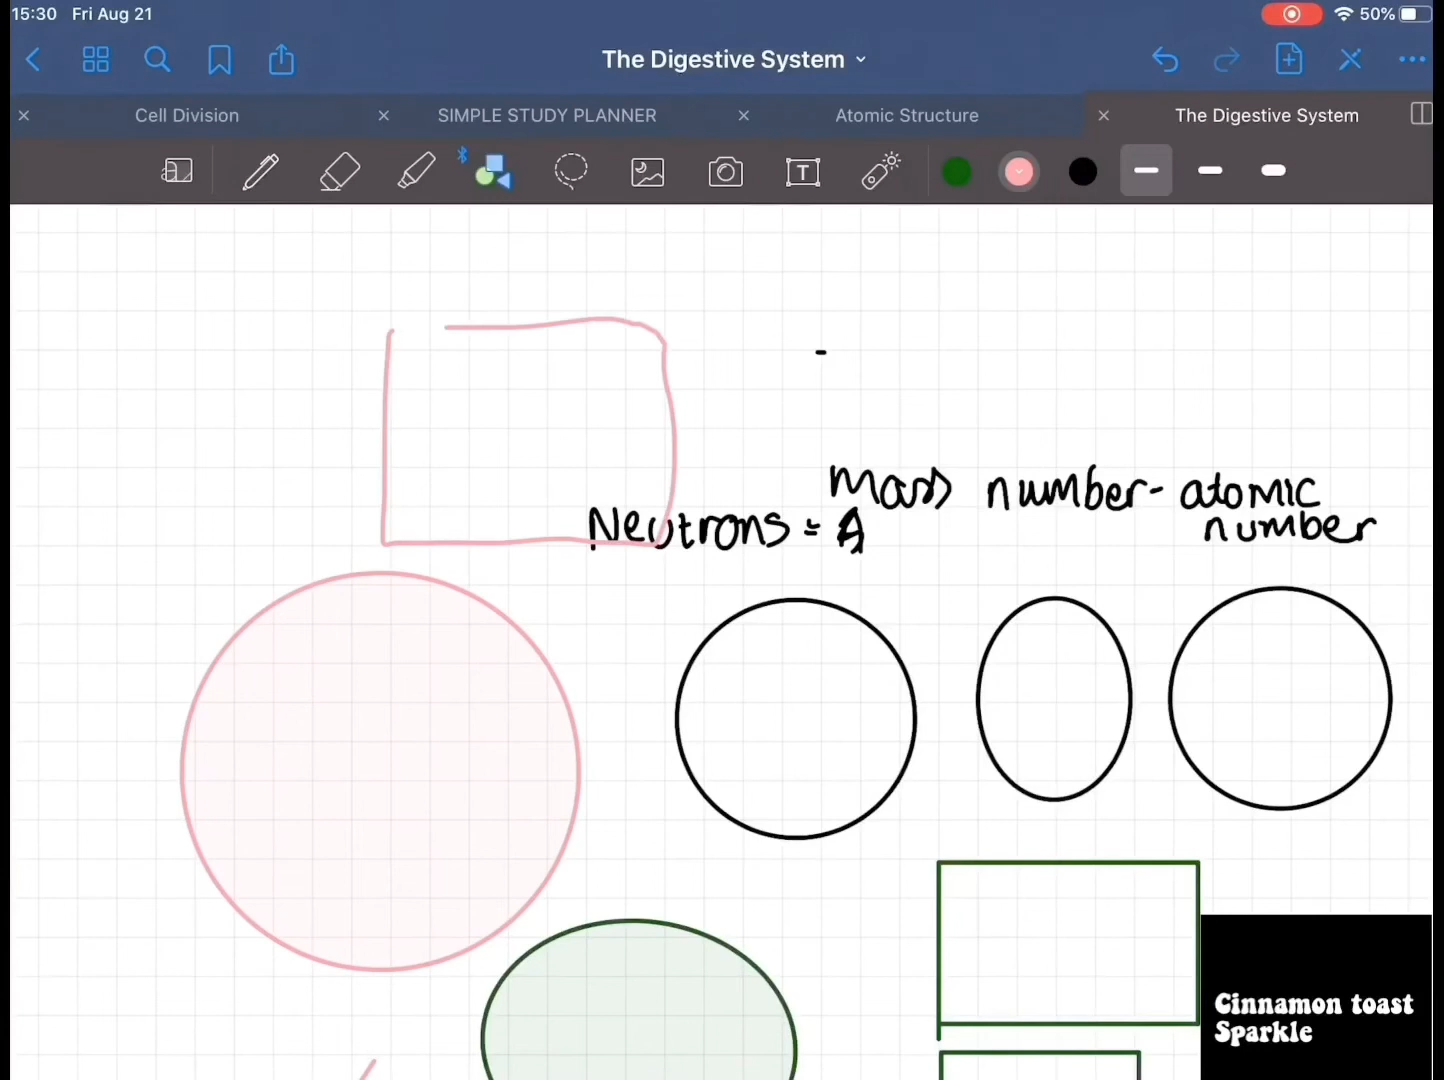 15:30 Fri Aug 21 50%
The Digestive System
Cell Division SIMPLE STUDY PLANNER Atomic Structure The Digestive System
T
Mass number - atomic
Neutrons = number
Cinnamon toast
Sparkle